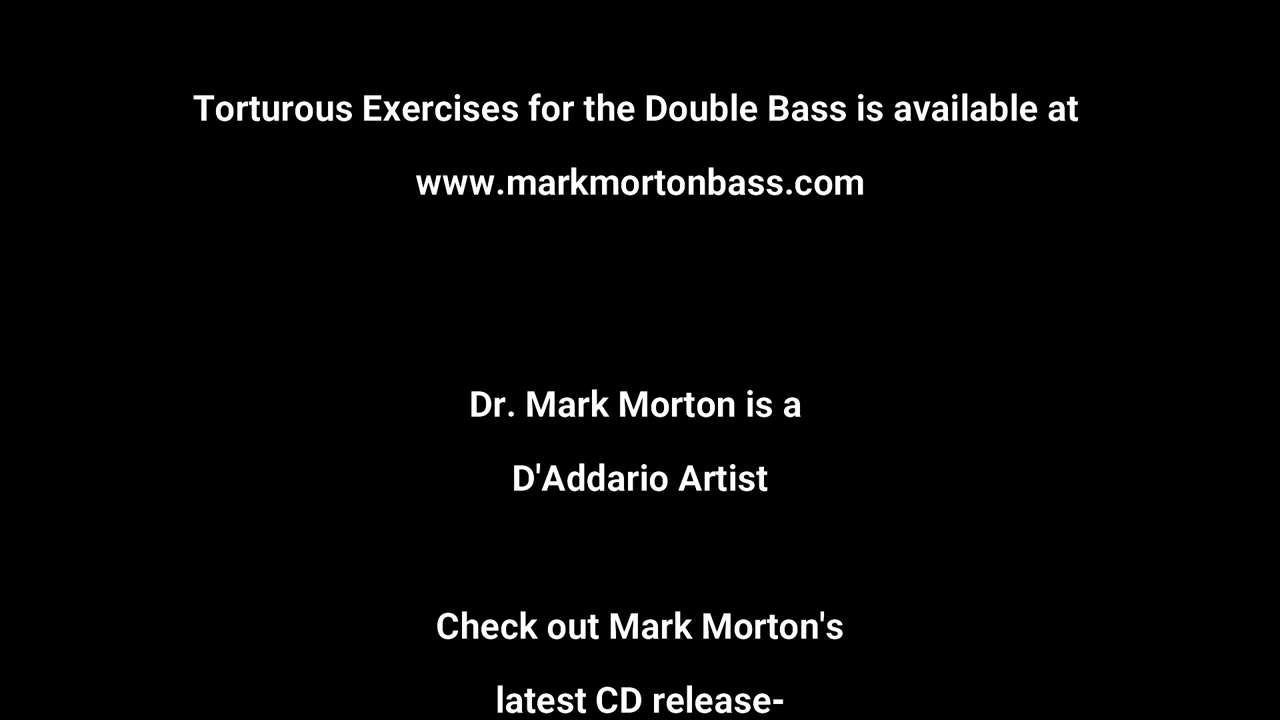 Torturous Exercises for the Double Bass is available at
www.markmortonbass.com
Dr. Mark Morton is a
D'Addario Artist
Check out Mark Morton's
latest CD release-